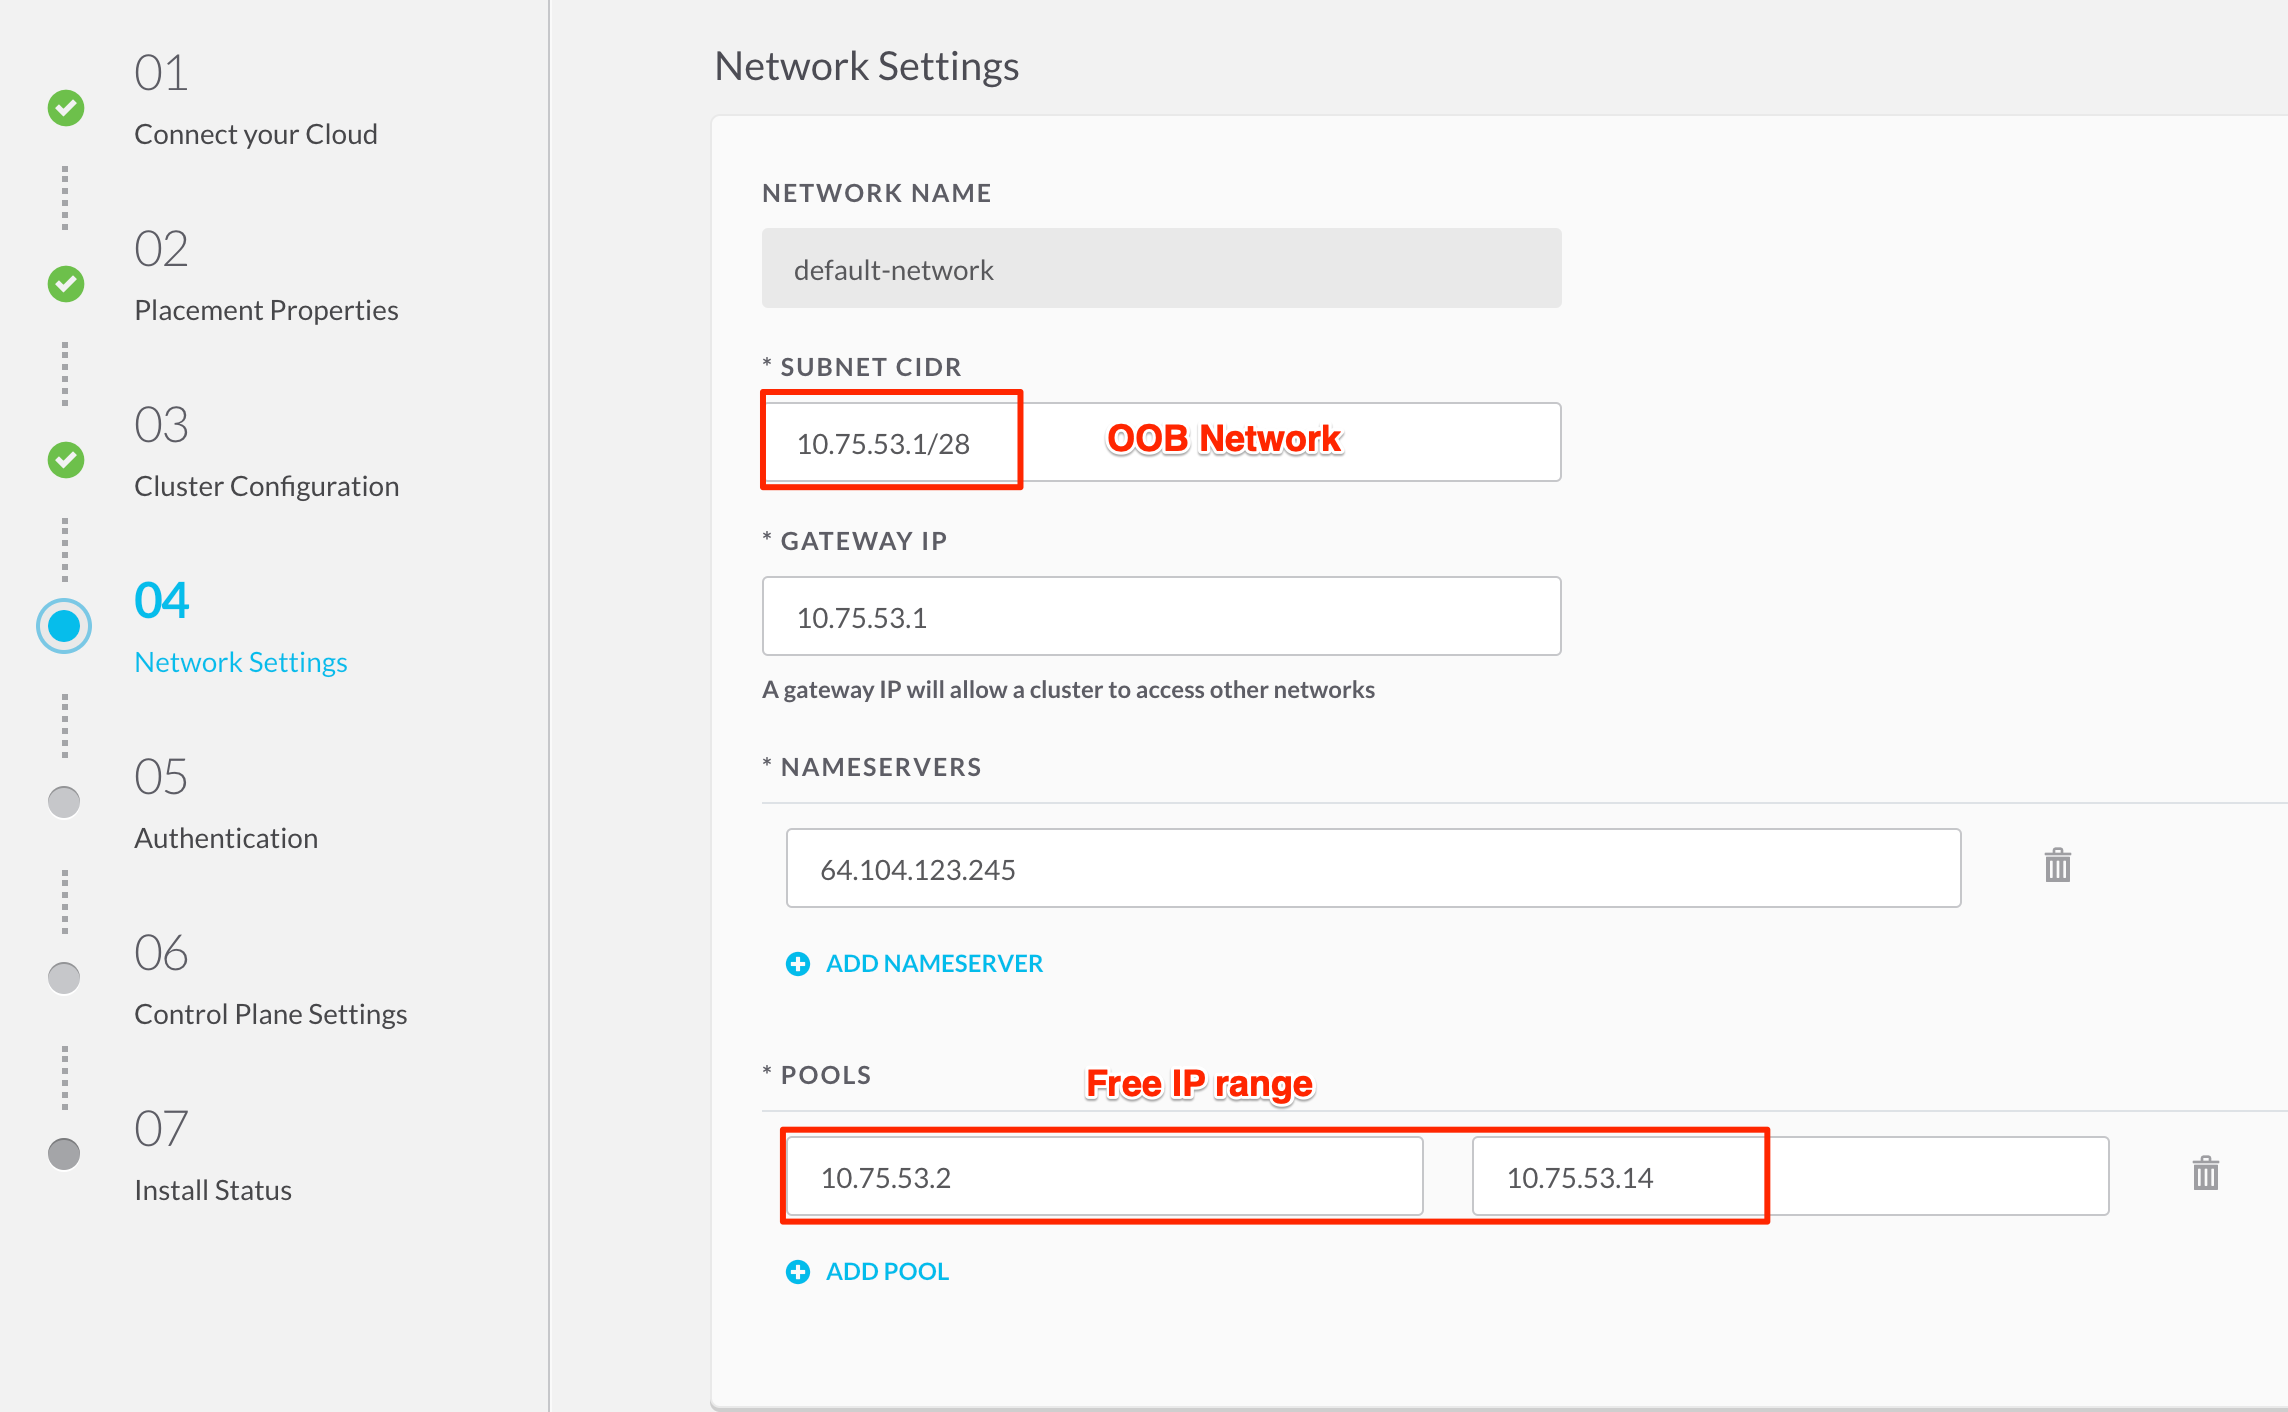 01
Connect your Cloud
02
Placement Properties
03
Cluster Configuration
04
Network Settings
05
Authentication
06
Control Plane Settings
07
Install Status
Network Settings
NETWORK NAME
default-network
* SUBNET CIDR
10.75.53.1/28
OOB Network
* GATEWAY IP
10.75.53.1
A gateway IP will allow a cluster to access other networks
* NAMESERVERS
64.104.123.245
ADD NAMESERVER
* POOLS
Free IP range
10.75.53.2
10.75.53.14
ADD POOL